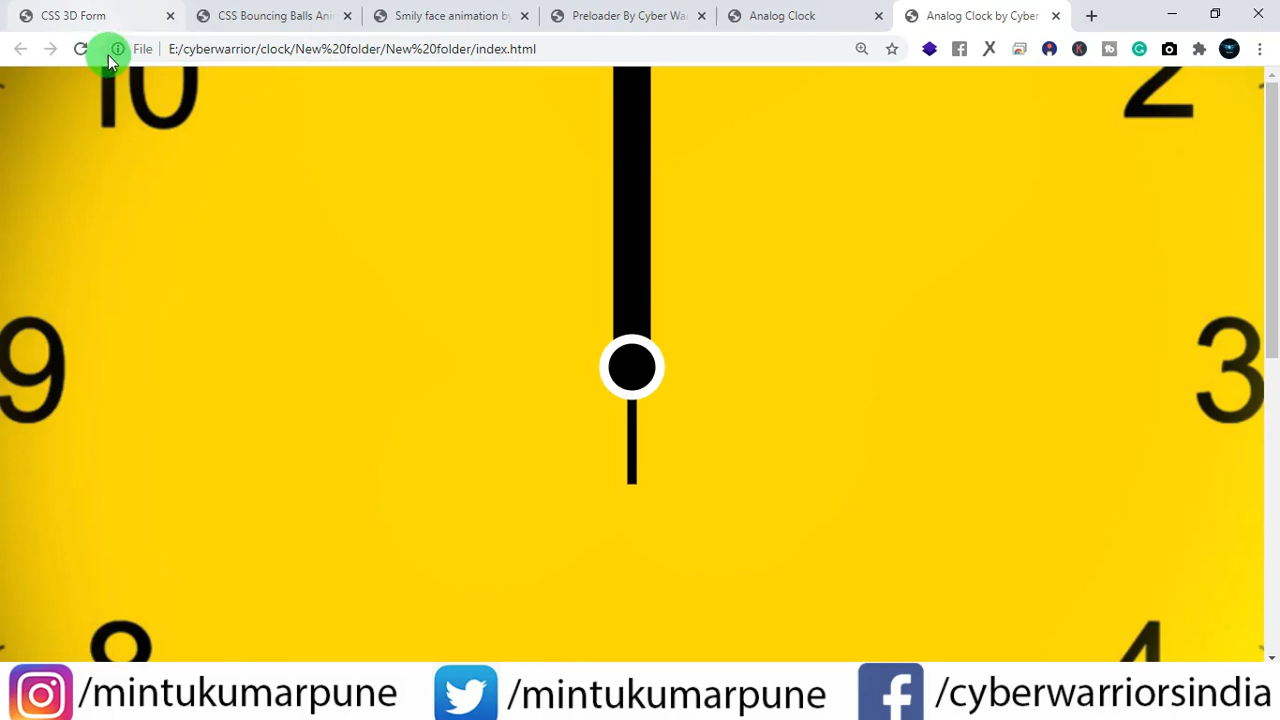 CSS 3D Form
CSS Bouncing Balls Ani
Smily face animation by
Preloader By Cyber Wa
Analog Clock
Analog Clock by Cyber
File
E:/cyberwarrior/clock/New%20folder/New%20folder/index.html
10
2
9
3
8
4
/mintukumarpune
/mintukumarpune
/cyberwarriorsindia